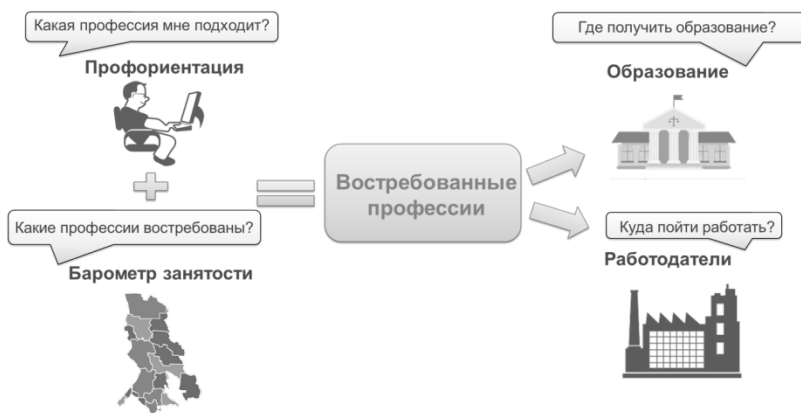 Какая профессия мне подходит?
Профориентация
Какие профессии востребованы?
Барометр занятости
Востребованные
профессии
Где получить образование?
Образование
Куда пойти работать?
Работодатели